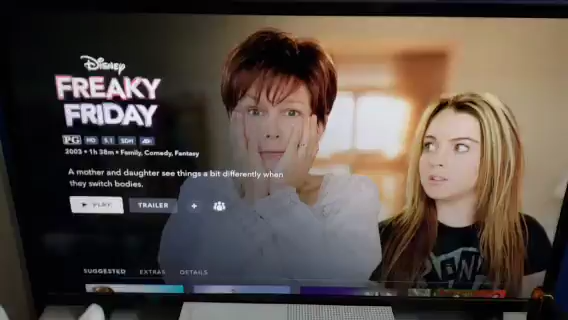 Disney
FREAKY
FRIDAY
PG HD 5.1 SDH AD
2003 • 1h 38m • Family, Comedy, Fantasy
A mother and daughter see things a bit differently when
they switch bodies.
PLAY TRAILER +
SUGGESTED EXTRAS DETAILS